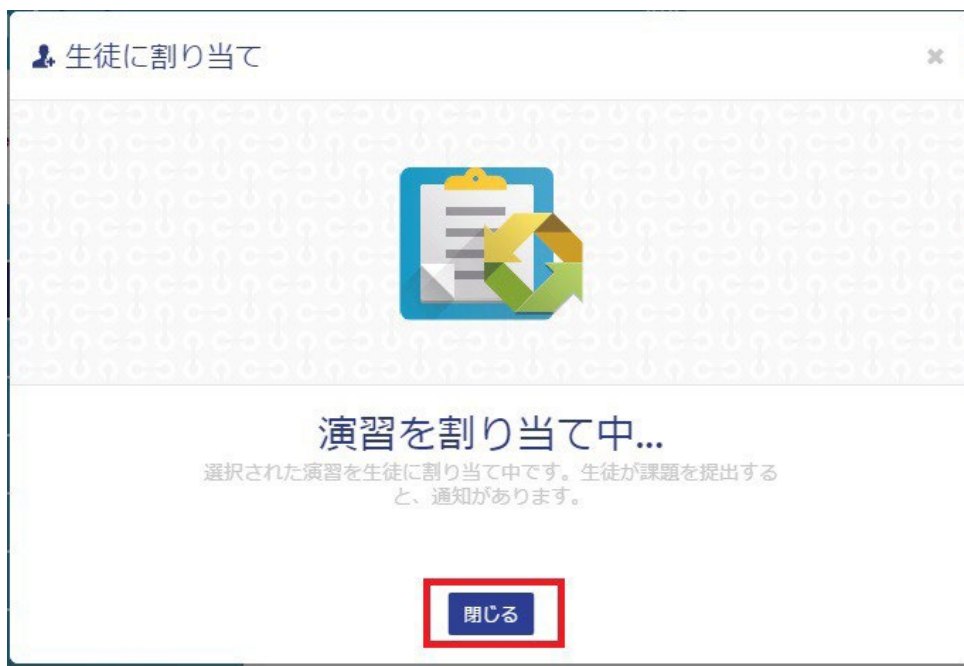 生徒に割り当て
演習を割り当て中...
選択された演習を生徒に割り当て中です。生徒が課題を提出する
と、通知があります。
閉じる